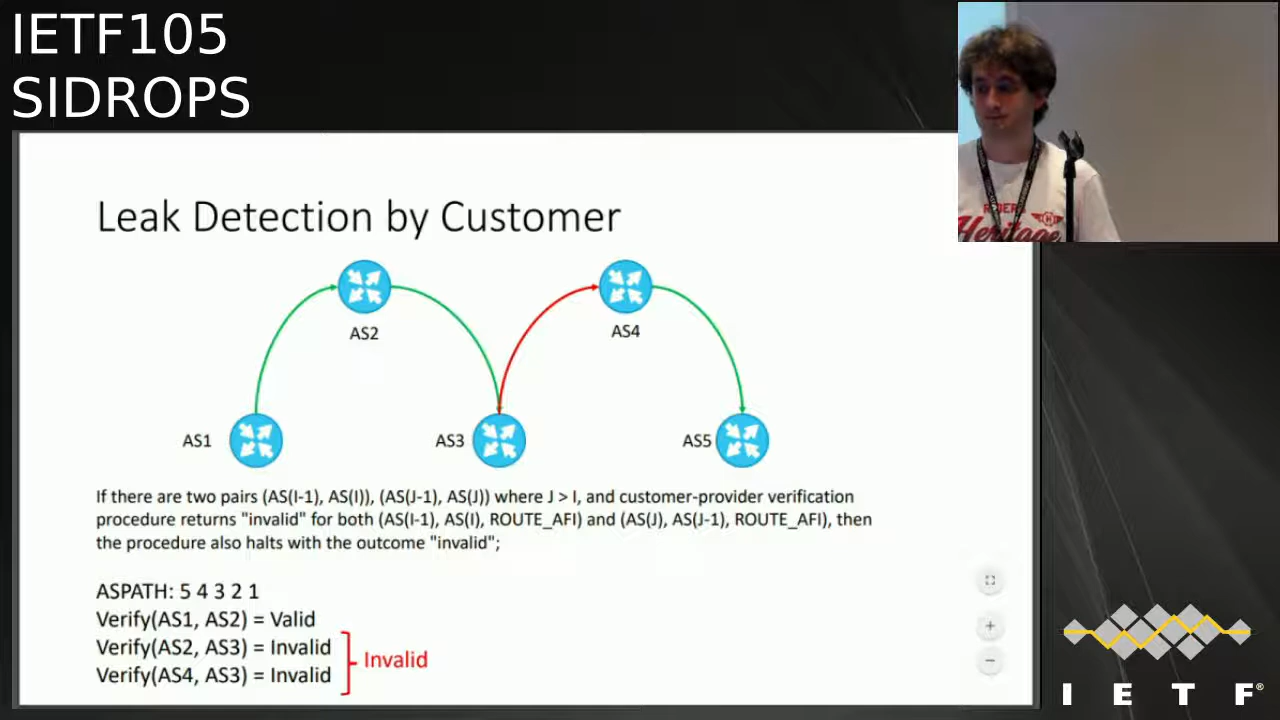 IETF105
SIDROPS
Heritage
Leak Detection by Customer
AS2
AS4
AS1
AS3
AS5
If there are two pairs (AS(I-1), AS(I)), (AS(J-1), AS(J)) where J > I, and customer-provider verification
procedure returns "invalid" for both (AS(I-1), AS(I), ROUTE_AFI) and (AS(J), AS(J-1), ROUTE_AFI), then
the procedure also halts with the outcome "invalid";
ASPATH: 5 4 3 2 1
Verify(AS1, AS2) = Valid
Verify(AS2, AS3) = Invalid
Verify(AS4, AS3) = Invalid
Invalid
I E T F®